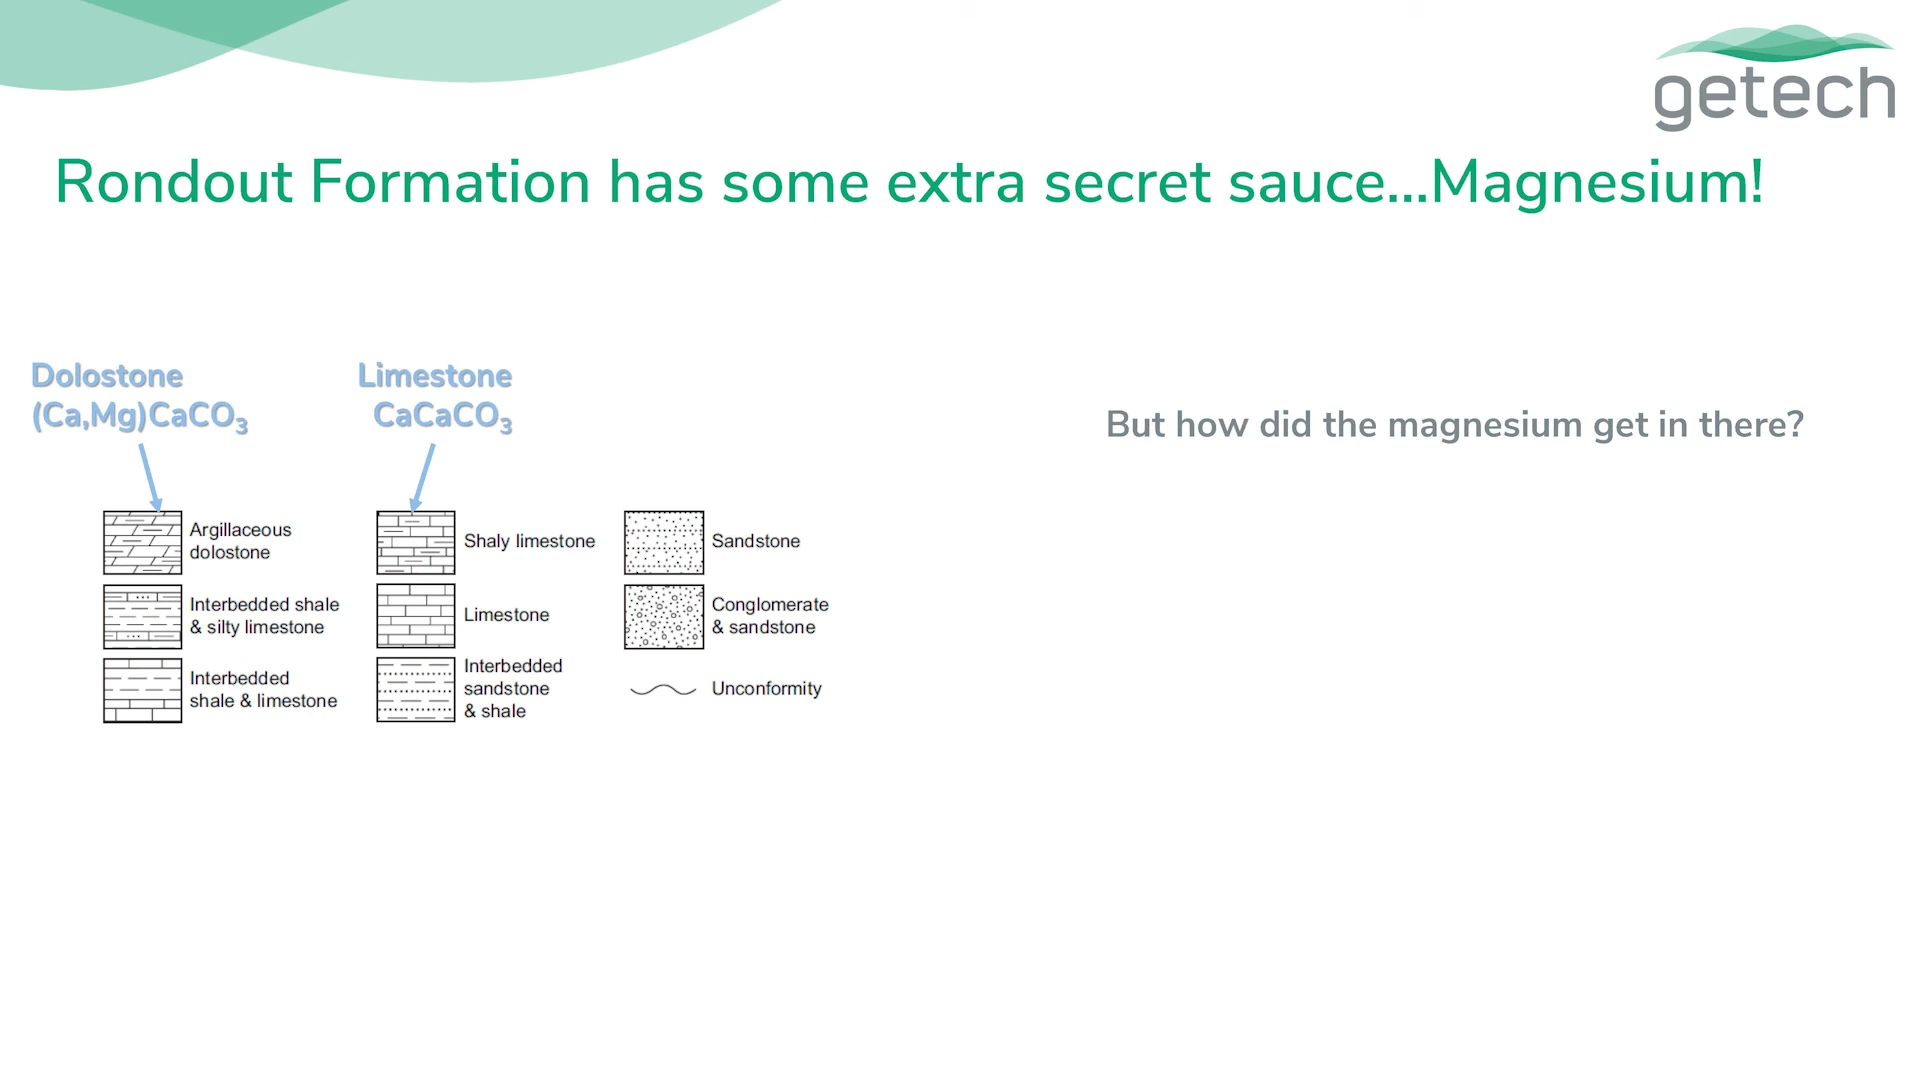 getech
Rondout Formation has some extra secret sauce...Magnesium!
Dolostone
(Ca,Mg)CaCO₃
Limestone
CaCaCO₃
But how did the magnesium get in there?
Argillaceous
dolostone
Shaly limestone
Sandstone
Interbedded shale
& silty limestone
Limestone
Conglomerate
& sandstone
Interbedded
shale & limestone
Interbedded
sandstone
& shale
Unconformity